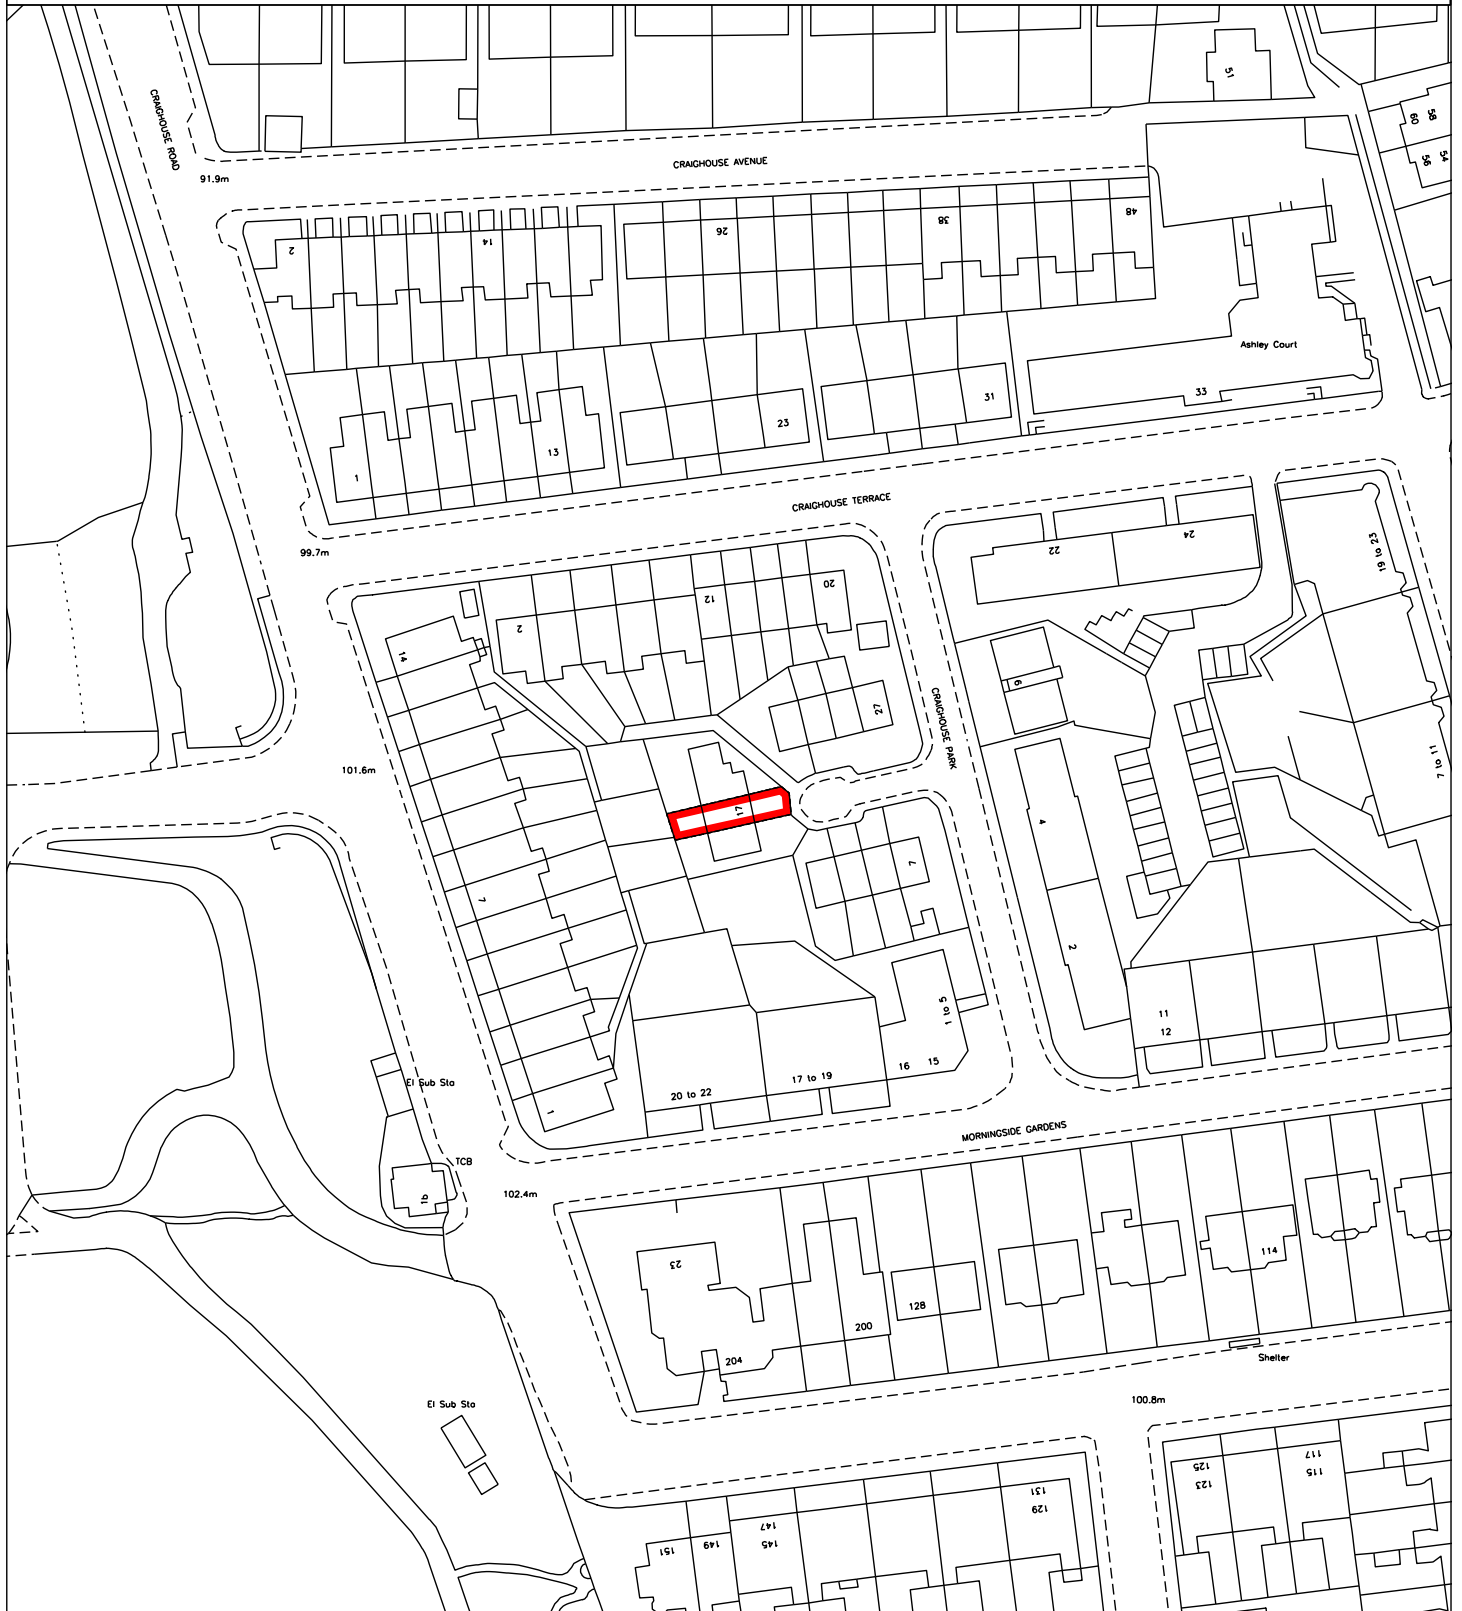 51
CRAIGHOUSE ROAD
58
60
54
56
CRAIGHOUSE AVENUE
91.9m
2
14
26
38
48
Ashley Court
33
31
23
13
1
CRAIGHOUSE TERRACE
99.7m
22
24
19 to 23
20
12
2
14
6
27
CRAIGHOUSE PARK
7 to 11
101.6m
17
4
7
7
2
1 to 5
11
12
16
15
17 to 19
20 to 22
El Sub Sta
1
MORNINGSIDE GARDENS
TCB
1b
102.4m
23
114
128
200
204
Shelter
100.8m
El Sub Sta
117
115
125
123
131
129
147
145
149
151